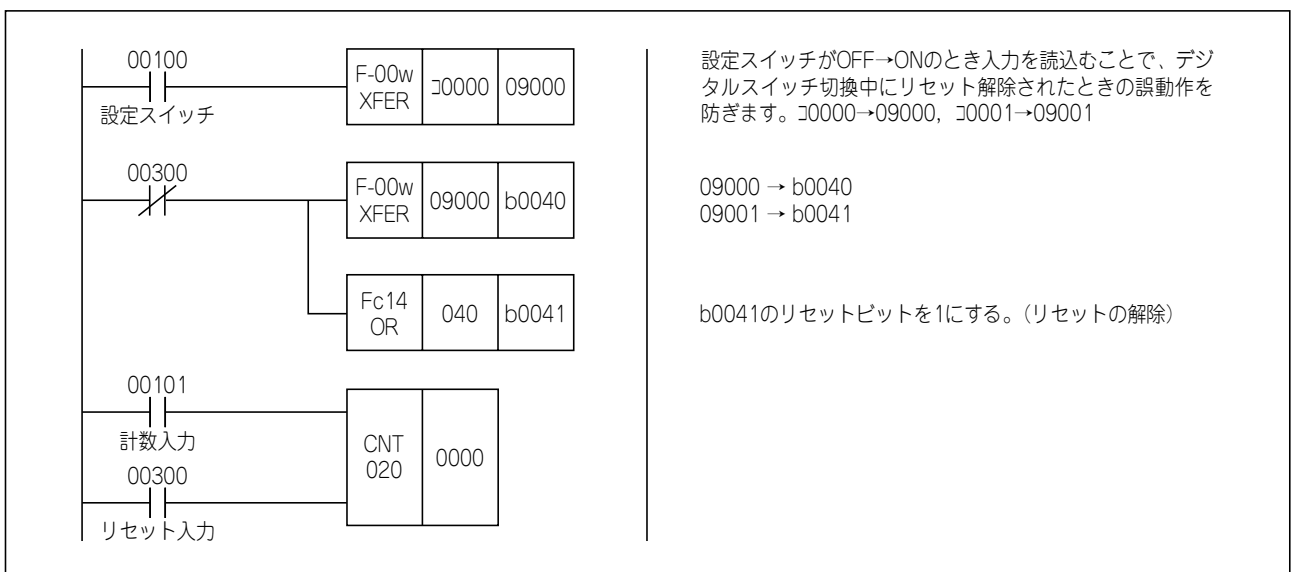 00100
設定スイッチ
F-00w
XFER
ｺ0000
09000
設定スイッチがOFF→ONのとき入力を読込むことで、デジ
タルスイッチ切換中にリセット解除されたときの誤動作を
防ぎます。ｺ0000→09000，ｺ0001→09001
00300
F-00w
XFER
09000
b0040
09000 → b0040
09001 → b0041
Fc14
OR
040
b0041
b0041のリセットビットを1にする。（リセットの解除）
00101
計数入力
00300
リセット入力
CNT
020
0000